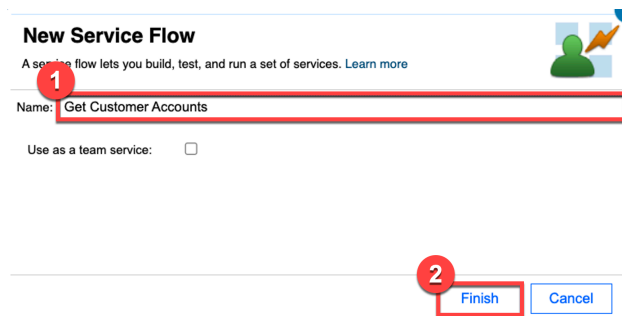 New Service Flow
A service flow lets you build, test, and run a set of services. Learn more
1
Name: Get Customer Accounts
Use as a team service:
2
Finish Cancel